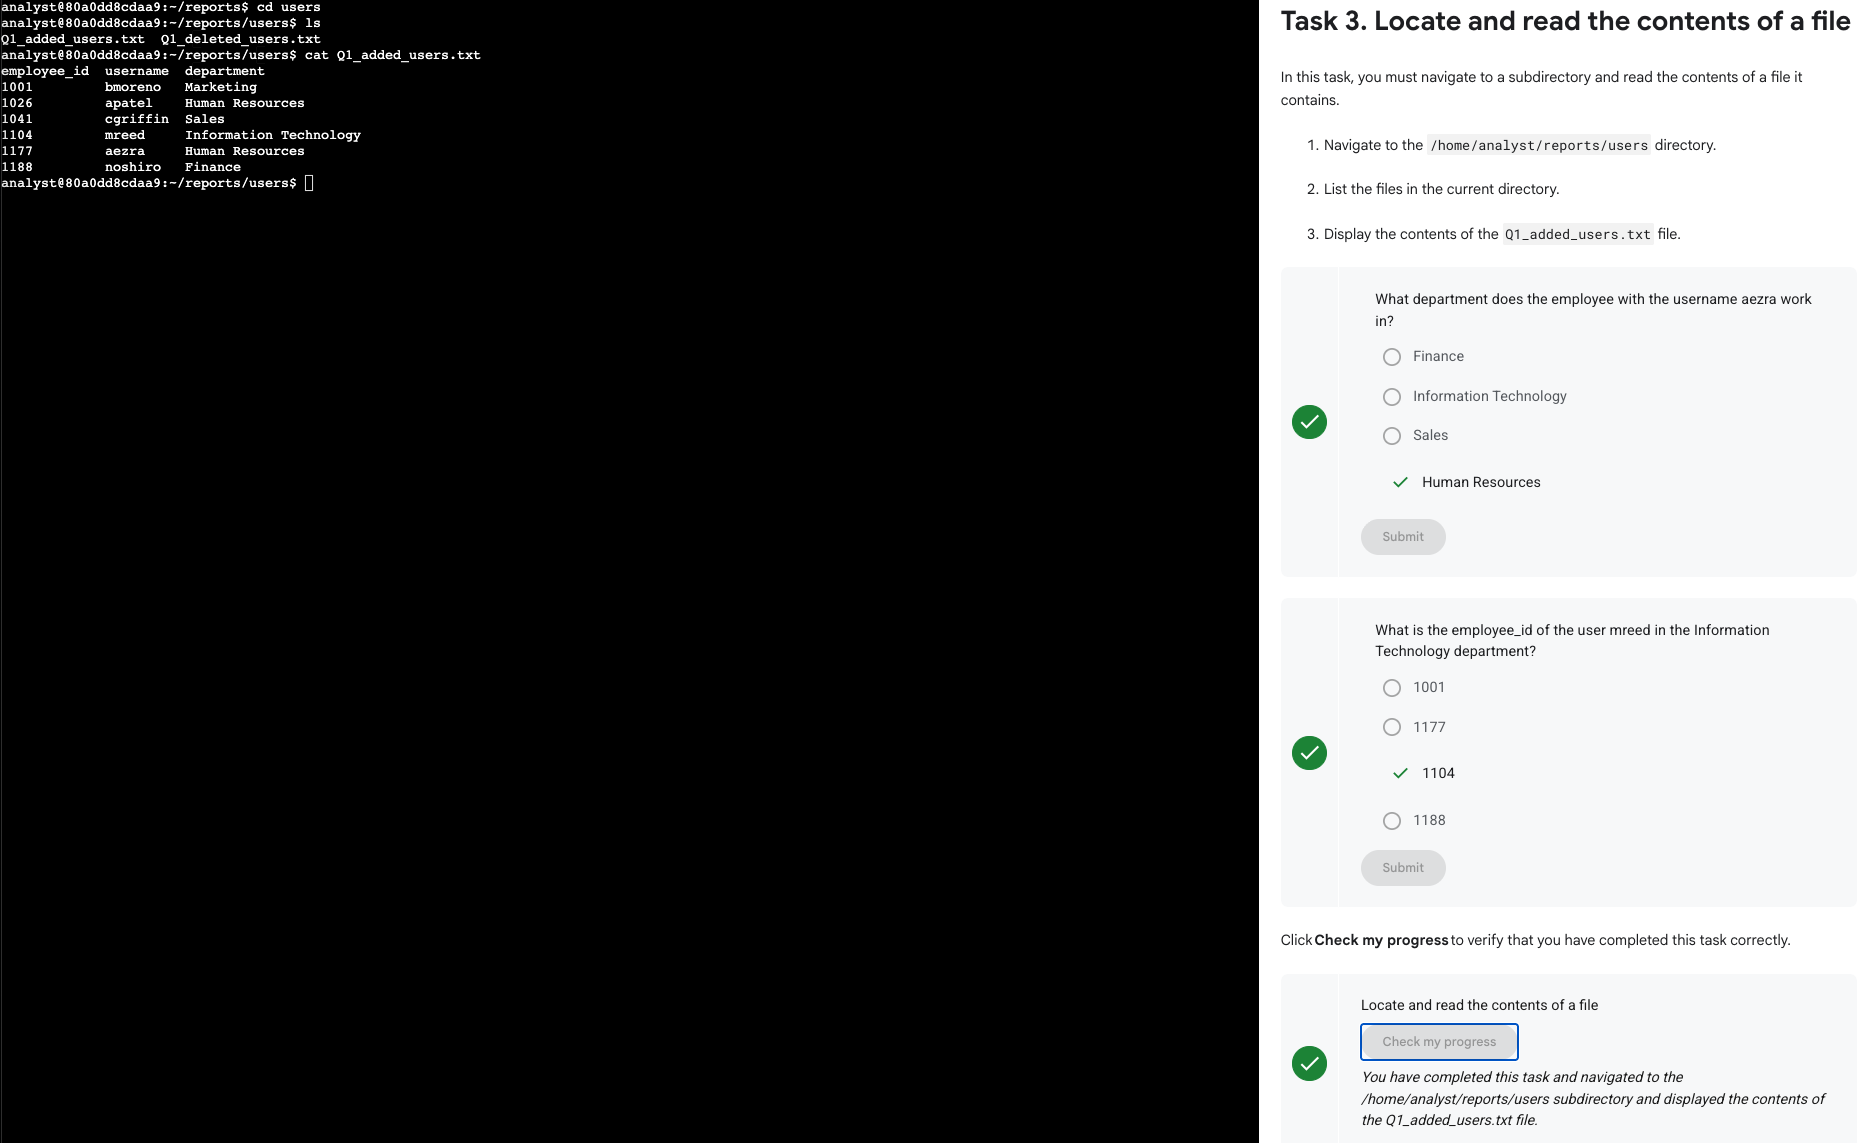 analyst@80a0dd8cdaa9:~/reports$ cd users
analyst@80a0dd8cdaa9:~/reports/users$ ls
Q1_added_users.txt  Q1_deleted_users.txt
analyst@80a0dd8cdaa9:~/reports/users$ cat Q1_added_users.txt
employee_id  username  department
1001         bmoreno   Marketing
1026         apatel    Human Resources
1041         cgriffin  Sales
1104         mreed     Information Technology
1177         aezra     Human Resources
1188         noshiro   Finance
analyst@80a0dd8cdaa9:~/reports/users$
Task 3. Locate and read the contents of a file
In this task, you must navigate to a subdirectory and read the contents of a file it
contains.
1. Navigate to the /home/analyst/reports/users directory.
2. List the files in the current directory.
3. Display the contents of the Q1_added_users.txt file.
What department does the employee with the username aezra work
in?
Finance
Information Technology
Sales
Human Resources
Submit
What is the employee_id of the user mreed in the Information
Technology department?
1001
1177
1104
1188
Submit
Click Check my progress to verify that you have completed this task correctly.
Locate and read the contents of a file
Check my progress
You have completed this task and navigated to the
/home/analyst/reports/users subdirectory and displayed the contents of
the Q1_added_users.txt file.